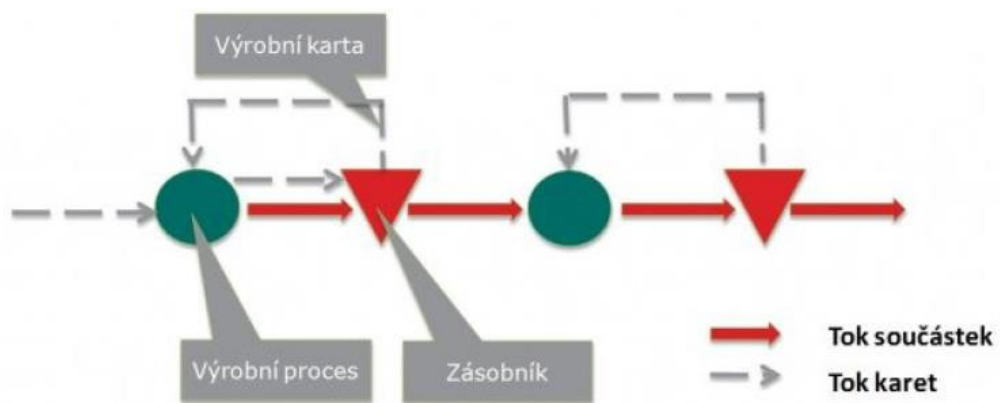 Výrobní karta
Výrobní proces
Zásobník
Tok součástek
Tok karet